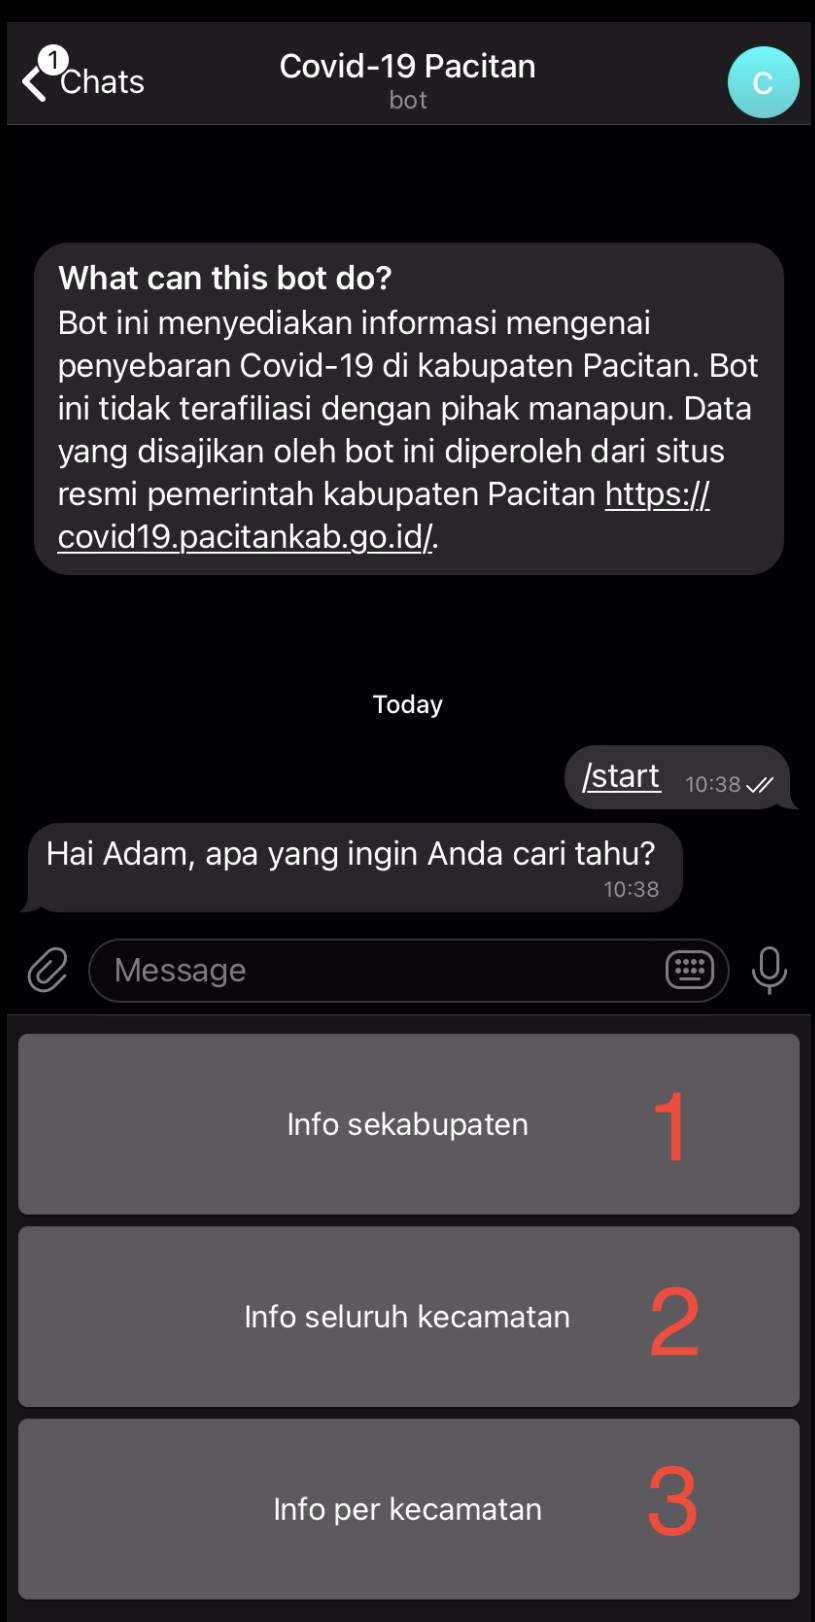 1
Chats
Covid-19 Pacitan
bot
C
What can this bot do?
Bot ini menyediakan informasi mengenai
penyebaran Covid-19 di kabupaten Pacitan. Bot
ini tidak terafiliasi dengan pihak manapun. Data
yang disajikan oleh bot ini diperoleh dari situs
resmi pemerintah kabupaten Pacitan https://
covid19.pacitankab.go.id/.
Today
/start 10:38
Hai Adam, apa yang ingin Anda cari tahu?
10:38
Message
Info sekabupaten 1
Info seluruh kecamatan 2
Info per kecamatan 3